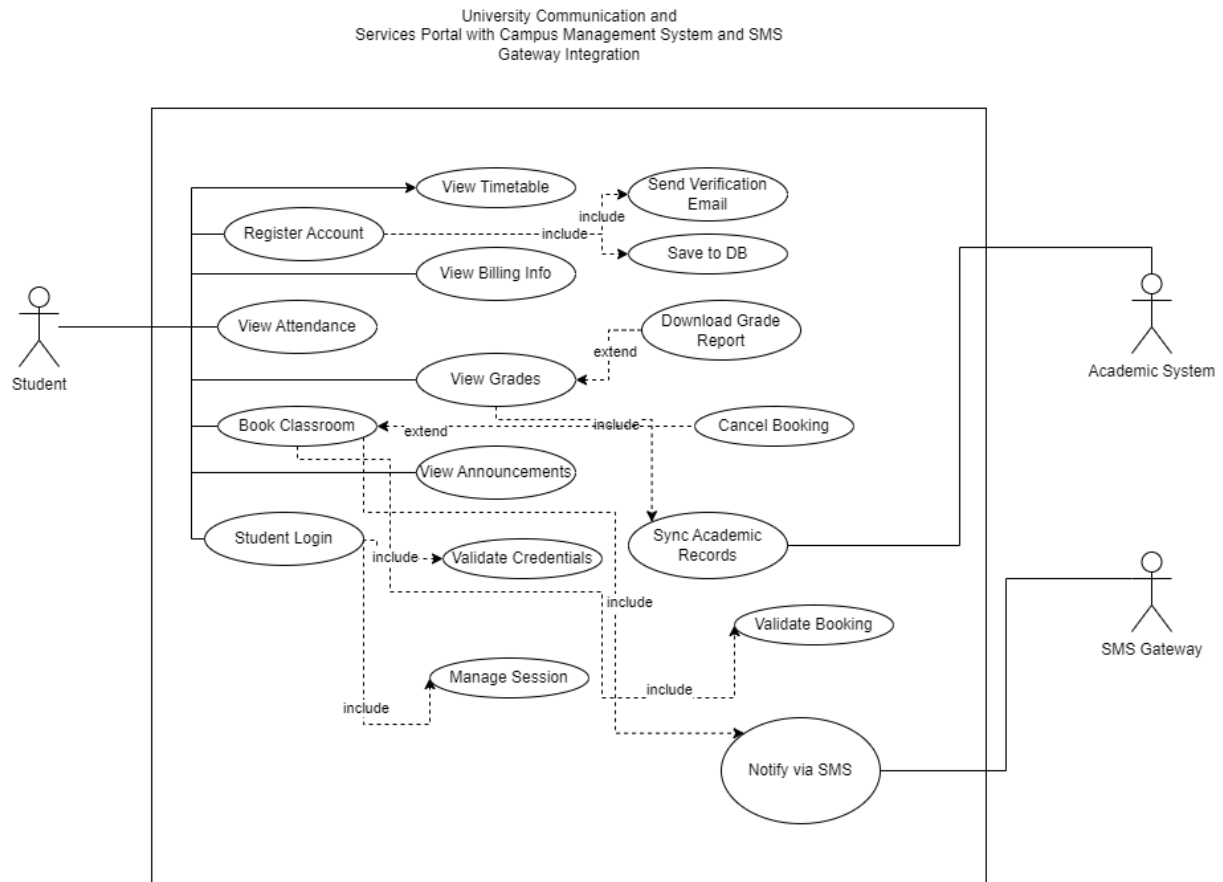 University Communication and
Services Portal with Campus Management System and SMS
Gateway Integration
View Timetable
Send Verification
Email
include
Register Account
include
Save to DB
View Billing Info
View Attendance
Download Grade
Report
extend
Student
View Grades
Academic System
Book Classroom
extend
include
Cancel Booking
View Announcements
Student Login
Sync Academic
Records
include
Validate Credentials
include
Validate Booking
SMS Gateway
Manage Session
include
include
Notify via SMS